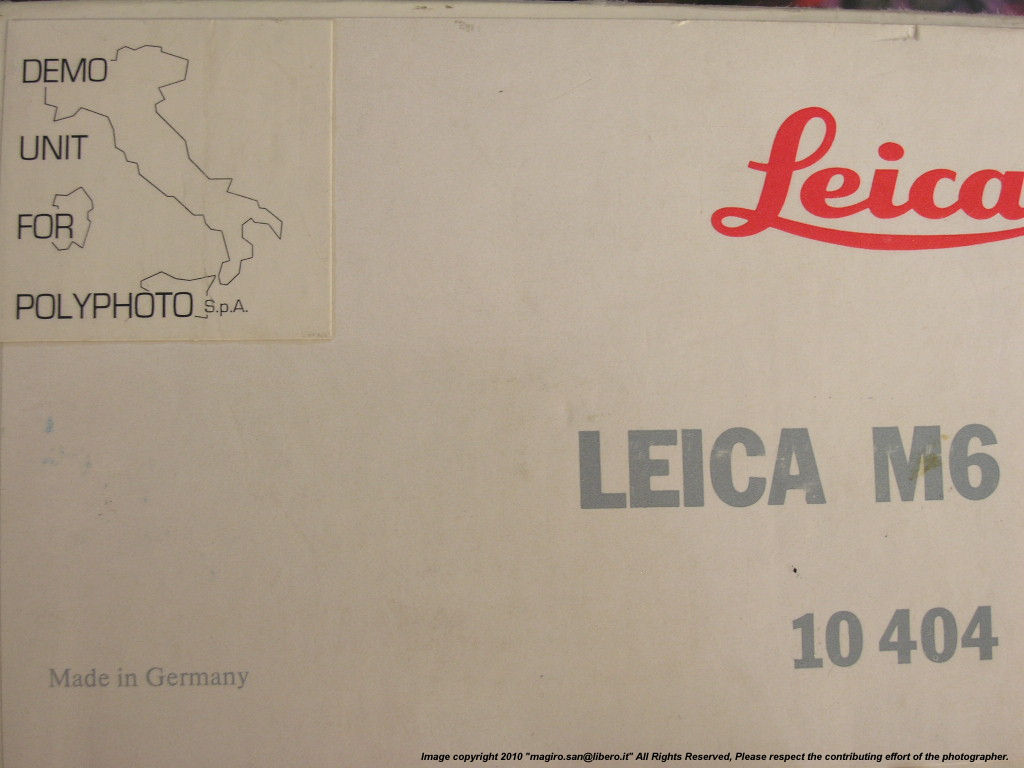 DEMO
UNIT
FOR
POLYPHOTO S.p.A.
Leica
LEICA M6
10 404
Made in Germany
Image copyright 2010 "magiro.san@libero.it" All Rights Reserved, Please respect the contributing effort of the photographer.